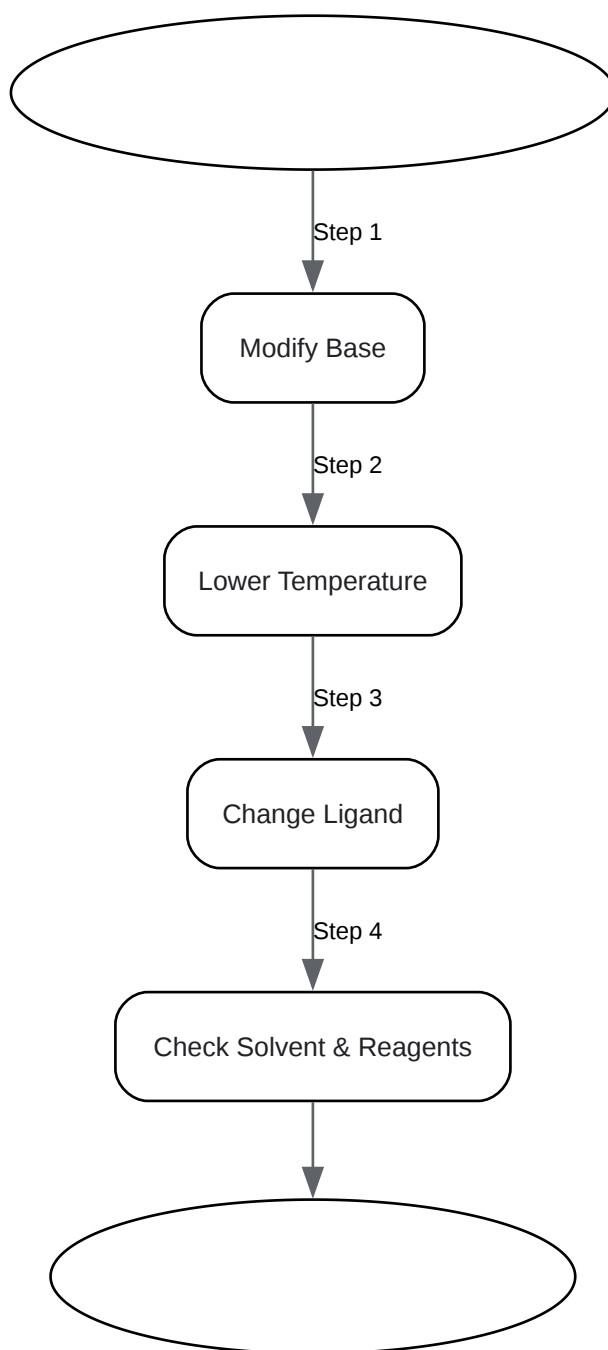 Step 1
Modify Base
Step 2
Lower Temperature
Step 3
Change Ligand
Step 4
Check Solvent & Reagents